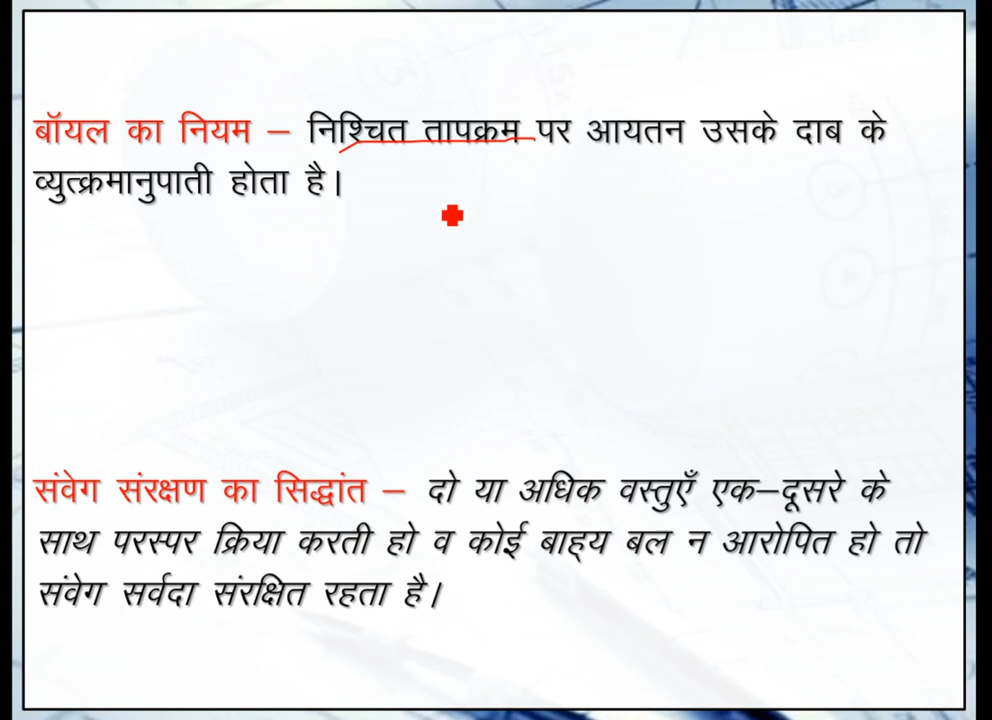 बॉयल का नियम – निश्चित तापक्रम पर आयतन उसके दाब के
व्युत्क्रमानुपाती होता है।
संवेग संरक्षण का सिद्धांत – दो या अधिक वस्तुएँ एक–दूसरे के
साथ परस्पर क्रिया करती हो व कोई बाह्य बल न आरोपित हो तो
संवेग सर्वदा संरक्षित रहता है।